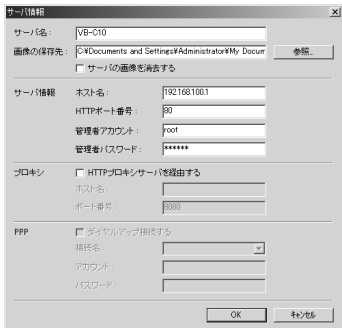 サーバ情報
サーバ名：
VB-C10
画像の保存先：
C:¥Documents and Settings¥Administrator¥My Docum
参照...
サーバの画像を消去する
サーバ情報
ホスト名：
192.168.100.1
HTTPポート番号：
80
管理者アカウント：
root
管理者パスワード：
******
プロキシ
HTTPプロキシサーバを経由する
ホスト名：
ポート番号：
8080
PPP
ダイヤルアップ接続する
接続名：
アカウント：
パスワード：
OK
キャンセル